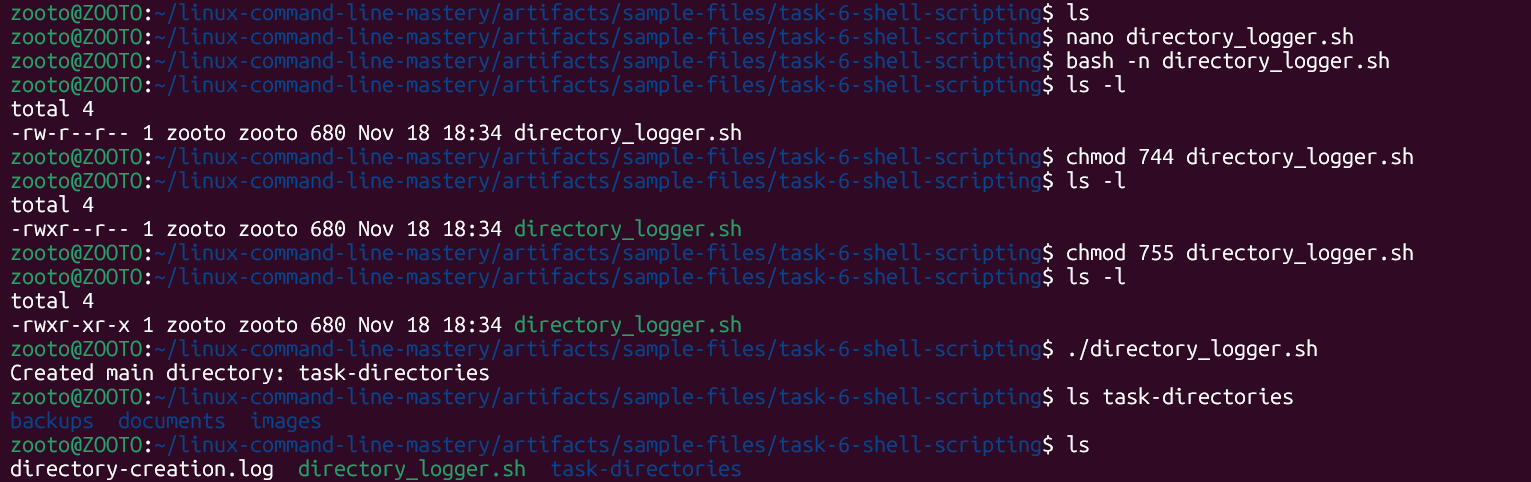 zooto@ZOOTO:~/linux-command-line-mastery/artifacts/sample-files/task-6-shell-scripting$ ls
zooto@ZOOTO:~/linux-command-line-mastery/artifacts/sample-files/task-6-shell-scripting$ nano directory_logger.sh
zooto@ZOOTO:~/linux-command-line-mastery/artifacts/sample-files/task-6-shell-scripting$ bash -n directory_logger.sh
zooto@ZOOTO:~/linux-command-line-mastery/artifacts/sample-files/task-6-shell-scripting$ ls -l
total 4
-rw-r--r-- 1 zooto zooto 680 Nov 18 18:34 directory_logger.sh
zooto@ZOOTO:~/linux-command-line-mastery/artifacts/sample-files/task-6-shell-scripting$ chmod 744 directory_logger.sh
zooto@ZOOTO:~/linux-command-line-mastery/artifacts/sample-files/task-6-shell-scripting$ ls -l
total 4
-rwxr--r-- 1 zooto zooto 680 Nov 18 18:34 directory_logger.sh
zooto@ZOOTO:~/linux-command-line-mastery/artifacts/sample-files/task-6-shell-scripting$ chmod 755 directory_logger.sh
zooto@ZOOTO:~/linux-command-line-mastery/artifacts/sample-files/task-6-shell-scripting$ ls -l
total 4
-rwxr-xr-x 1 zooto zooto 680 Nov 18 18:34 directory_logger.sh
zooto@ZOOTO:~/linux-command-line-mastery/artifacts/sample-files/task-6-shell-scripting$ ./directory_logger.sh
Created main directory: task-directories
zooto@ZOOTO:~/linux-command-line-mastery/artifacts/sample-files/task-6-shell-scripting$ ls task-directories
backups  documents  images
zooto@ZOOTO:~/linux-command-line-mastery/artifacts/sample-files/task-6-shell-scripting$ ls
directory-creation.log  directory_logger.sh  task-directories